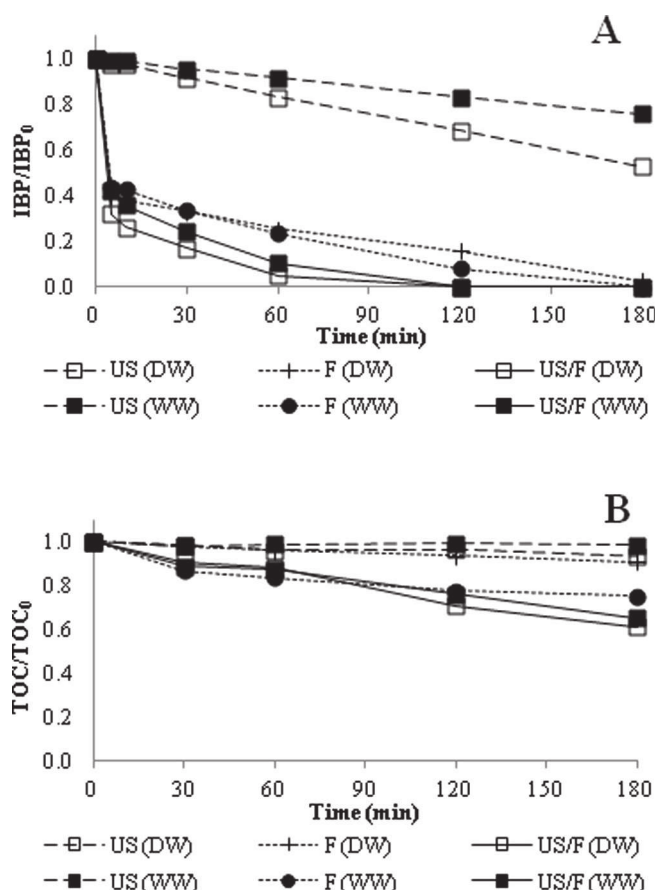 A
IBP/IBP0
1.0
0.8
0.6
0.4
0.2
0.0
0 30 60 90 120 150 180
Time (min)
US (DW) F (DW) US/F (DW)
US (WW) F (WW) US/F (WW)
B
TOC/TOC0
1.0
0.8
0.6
0.4
0.2
0.0
0 30 60 90 120 150 180
Time (min)
US (DW) F (DW) US/F (DW)
US (WW) F (WW) US/F (WW)